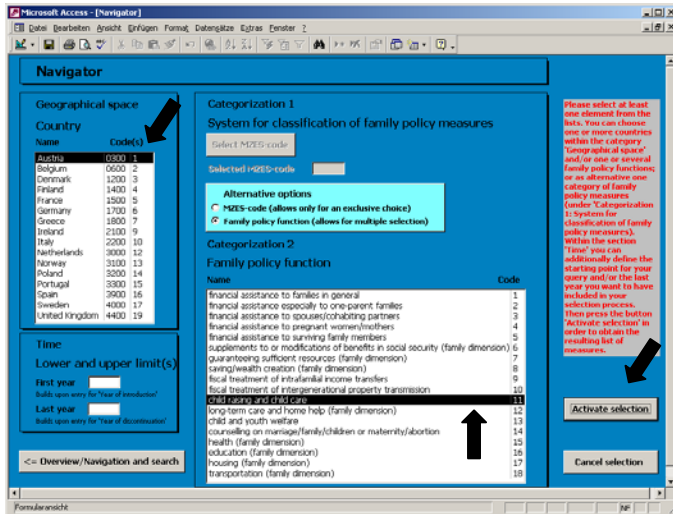 Microsoft Access - [Navigator]
Datei Bearbeiten Ansicht Einfügen Format Datensätze Extras Fenster ?
Navigator
Geographical space
Country
Name Code(s)
Austria 0300 1
Belgium 0600 2
Denmark 1200 3
Finland 1400 4
France 1500 5
Germany 1700 6
Greece 1800 7
Ireland 2100 9
Italy 2200 10
Netherlands 3000 12
Norway 3100 13
Poland 3200 14
Portugal 3300 15
Spain 3900 16
Sweden 4000 17
United Kingdom 4400 19
Time
Lower and upper limit(s)
First year
Builds upon entry for 'Year of introduction'
Last year
Builds upon entry for 'Year of discontinuation'
<= Overview/Navigation and search
Categorization 1
System for classification of family policy measures
Select MZES-code
Selected MZES-code
Alternative options
MZES-code (allows only for an exclusive choice)
Family policy function (allows for multiple selection)
Categorization 2
Family policy function
Name Code
financial assistance to families in general 1
financial assistance especially to one-parent families 2
financial assistance to spouses/cohabiting partners 3
financial assistance to pregnant women/mothers 4
financial assistance to surviving family members 5
supplements to or modifications of benefits in social security (family dimension) 6
guaranteeing sufficient resources (family dimension) 7
saving/wealth creation (family dimension) 8
fiscal treatment of intrafamilial income transfers 9
fiscal treatment of intergenerational property transmission 10
child raising and child care 11
long-term care and home help (family dimension) 12
child and youth welfare 13
counselling on marriage/family/children or maternity/abortion 14
health (family dimension) 15
education (family dimension) 16
housing (family dimension) 17
transportation (family dimension) 18
Please select at least
one element from the
lists. You can choose
one or more countries
within the category
'Geographical space'
and/or one or several
family policy functions;
or as alternative one
category of family
policy measures
(under 'Categorization
1: System for
classification of family
policy measures).
Within the section
'Time' you can
additionally define the
starting point for your
query and/or the last
year you want to have
included in your
selection process.
Then press the button
'Activate selection' in
order to obtain the
resulting list of
measures.
Activate selection
Cancel selection
Formularansicht
NF